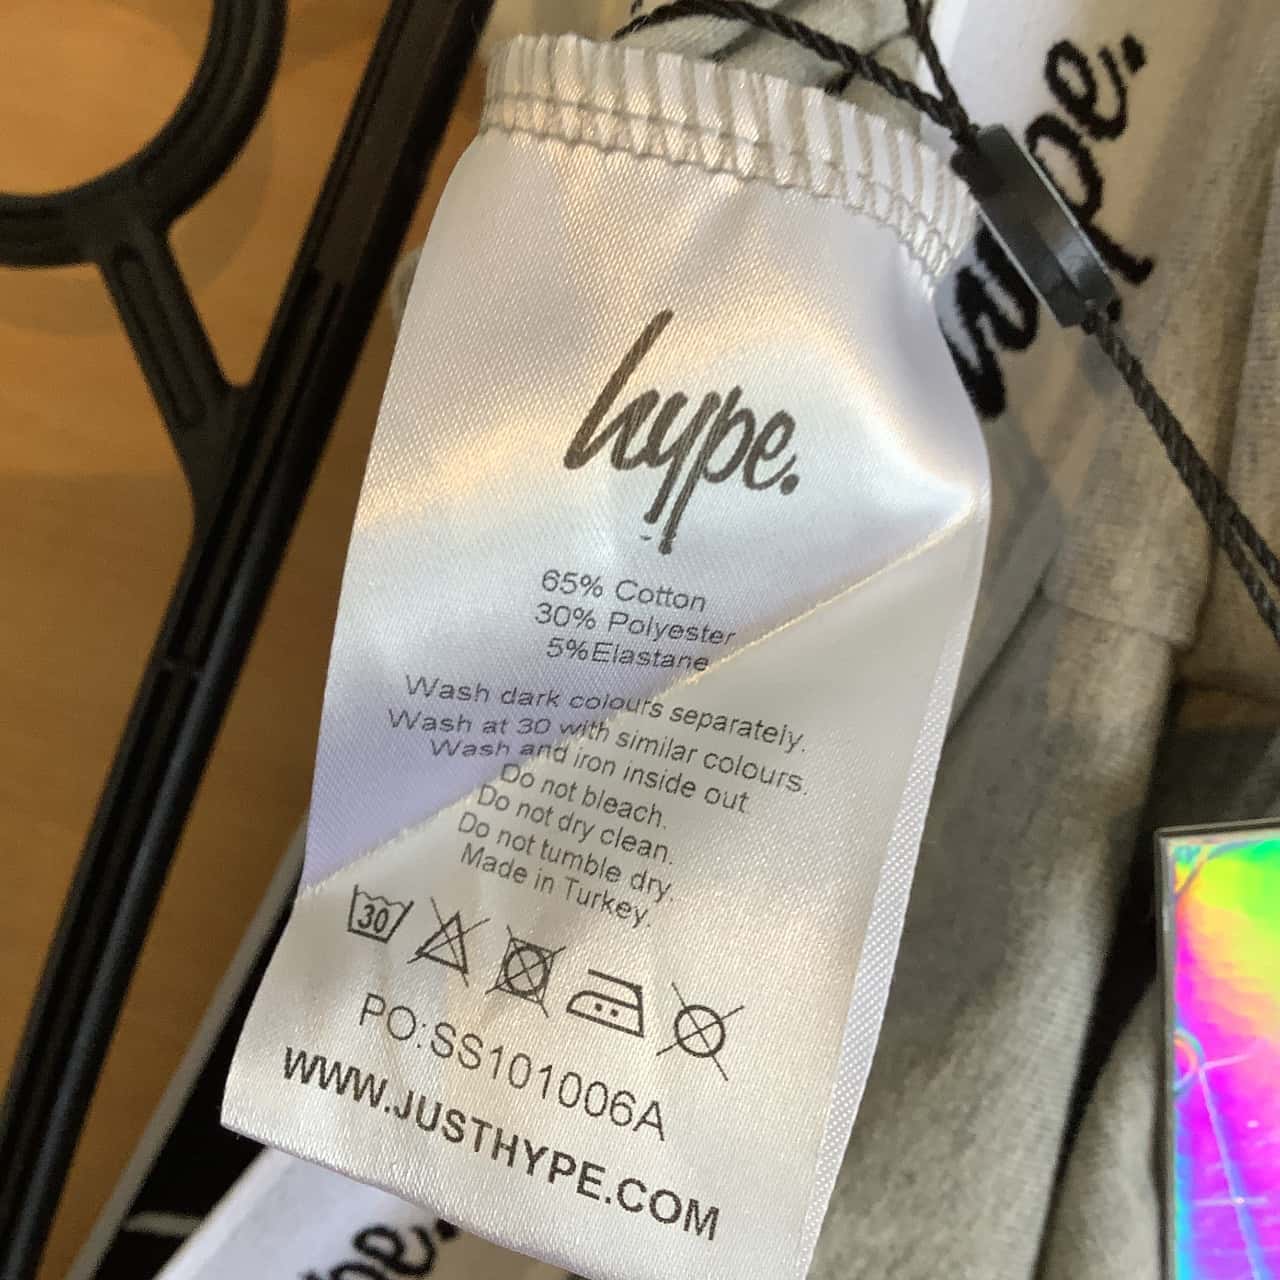 hype.
hype.
65% Cotton
30% Polyester
5%Elastane
Wash dark colours separately.
Wash at 30 with similar colours.
Wash and iron inside out
Do not bleach.
Do not dry clean.
Do not tumble dry.
Made in Turkey.
30
PO:SS101006A
WWW.JUSTHYPE.COM
hype.